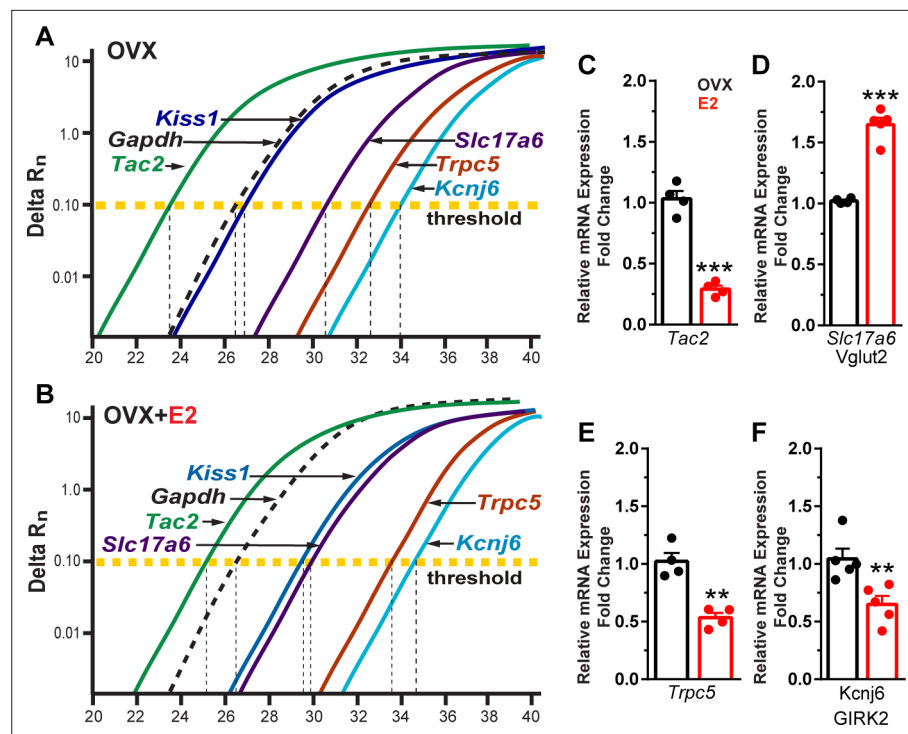 A
OVX
Delta Rn
10
1.0
0.10
0.01
Kiss1
Gapdh
Tac2
Slc17a6
Trpc5
Kcnj6
threshold
20 22 24 26 28 30 32 34 36 38 40
B
OVX+E2
Delta Rn
10
1.0
0.10
0.01
Kiss1
Gapdh
Tac2
Slc17a6
Trpc5
Kcnj6
threshold
20 22 24 26 28 30 32 34 36 38 40
C
OVX
E2
Relative mRNA Expression
Fold Change
2.0
1.5
1.0
0.5
0.0
***
Tac2
D
Relative mRNA Expression
Fold Change
2.0
1.5
1.0
0.5
0.0
***
Slc17a6
Vglut2
E
Relative mRNA Expression
Fold Change
2.0
1.5
1.0
0.5
0.0
**
Trpc5
F
Relative mRNA Expression
Fold Change
2.0
1.5
1.0
0.5
0.0
**
Kcnj6
GIRK2